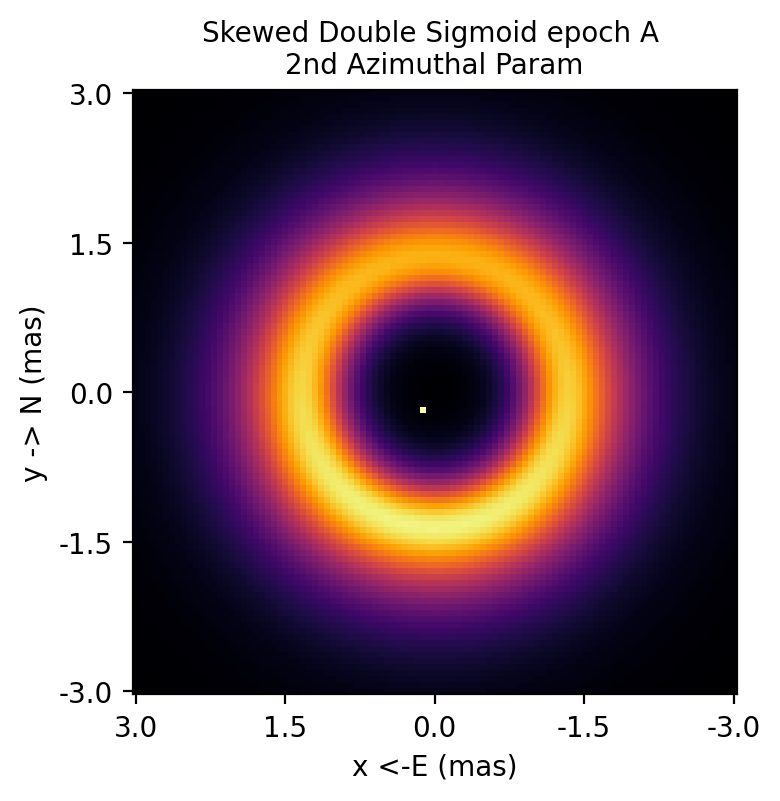 Skewed Double Sigmoid epoch A
2nd Azimuthal Param
3.0
1.5
0.0
-1.5
-3.0
y -> N (mas)
3.0 1.5 0.0 -1.5 -3.0
x <-E (mas)